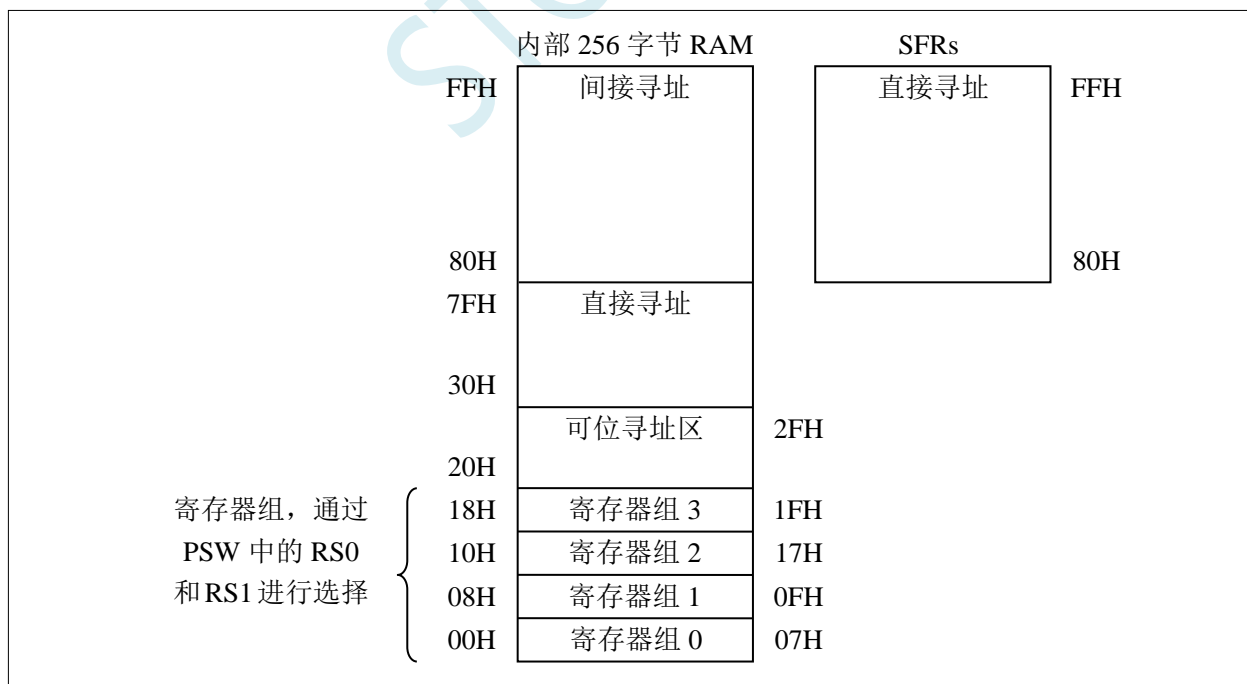 STC
内部 256 字节 RAM SFRs
FFH 间接寻址 直接寻址 FFH
80H 80H
7FH 直接寻址
30H
可位寻址区 2FH
20H
寄存器组，通过 18H 寄存器组 3 1FH
PSW 中的 RS0 10H 寄存器组 2 17H
和RS1进行选择 08H 寄存器组 1 0FH
00H 寄存器组 0 07H